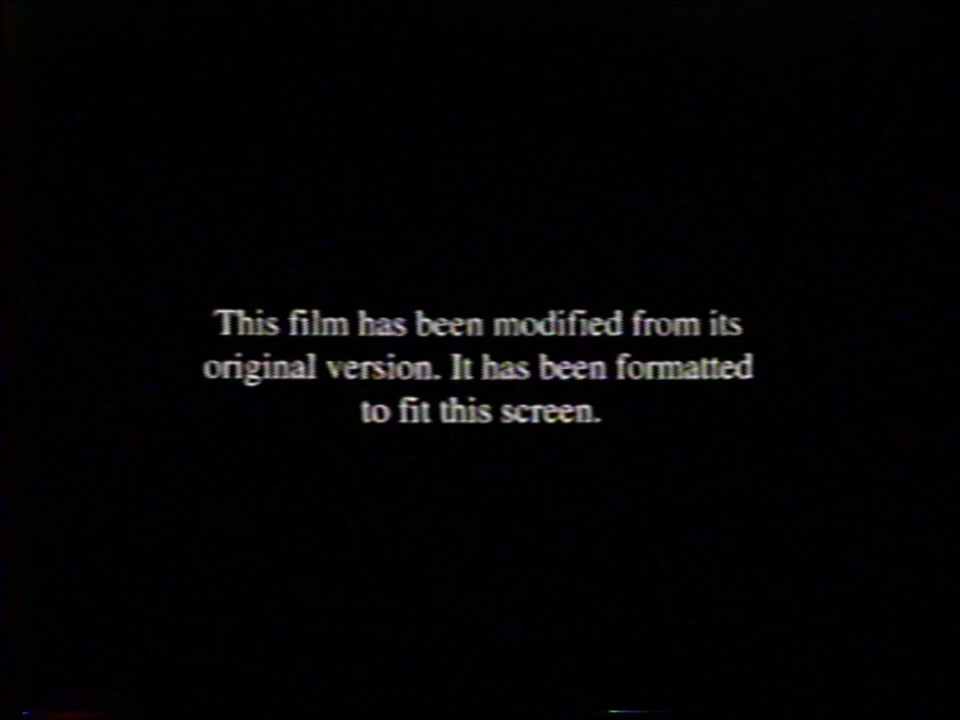 This film has been modified from its
original version. It has been formatted
to fit this screen.